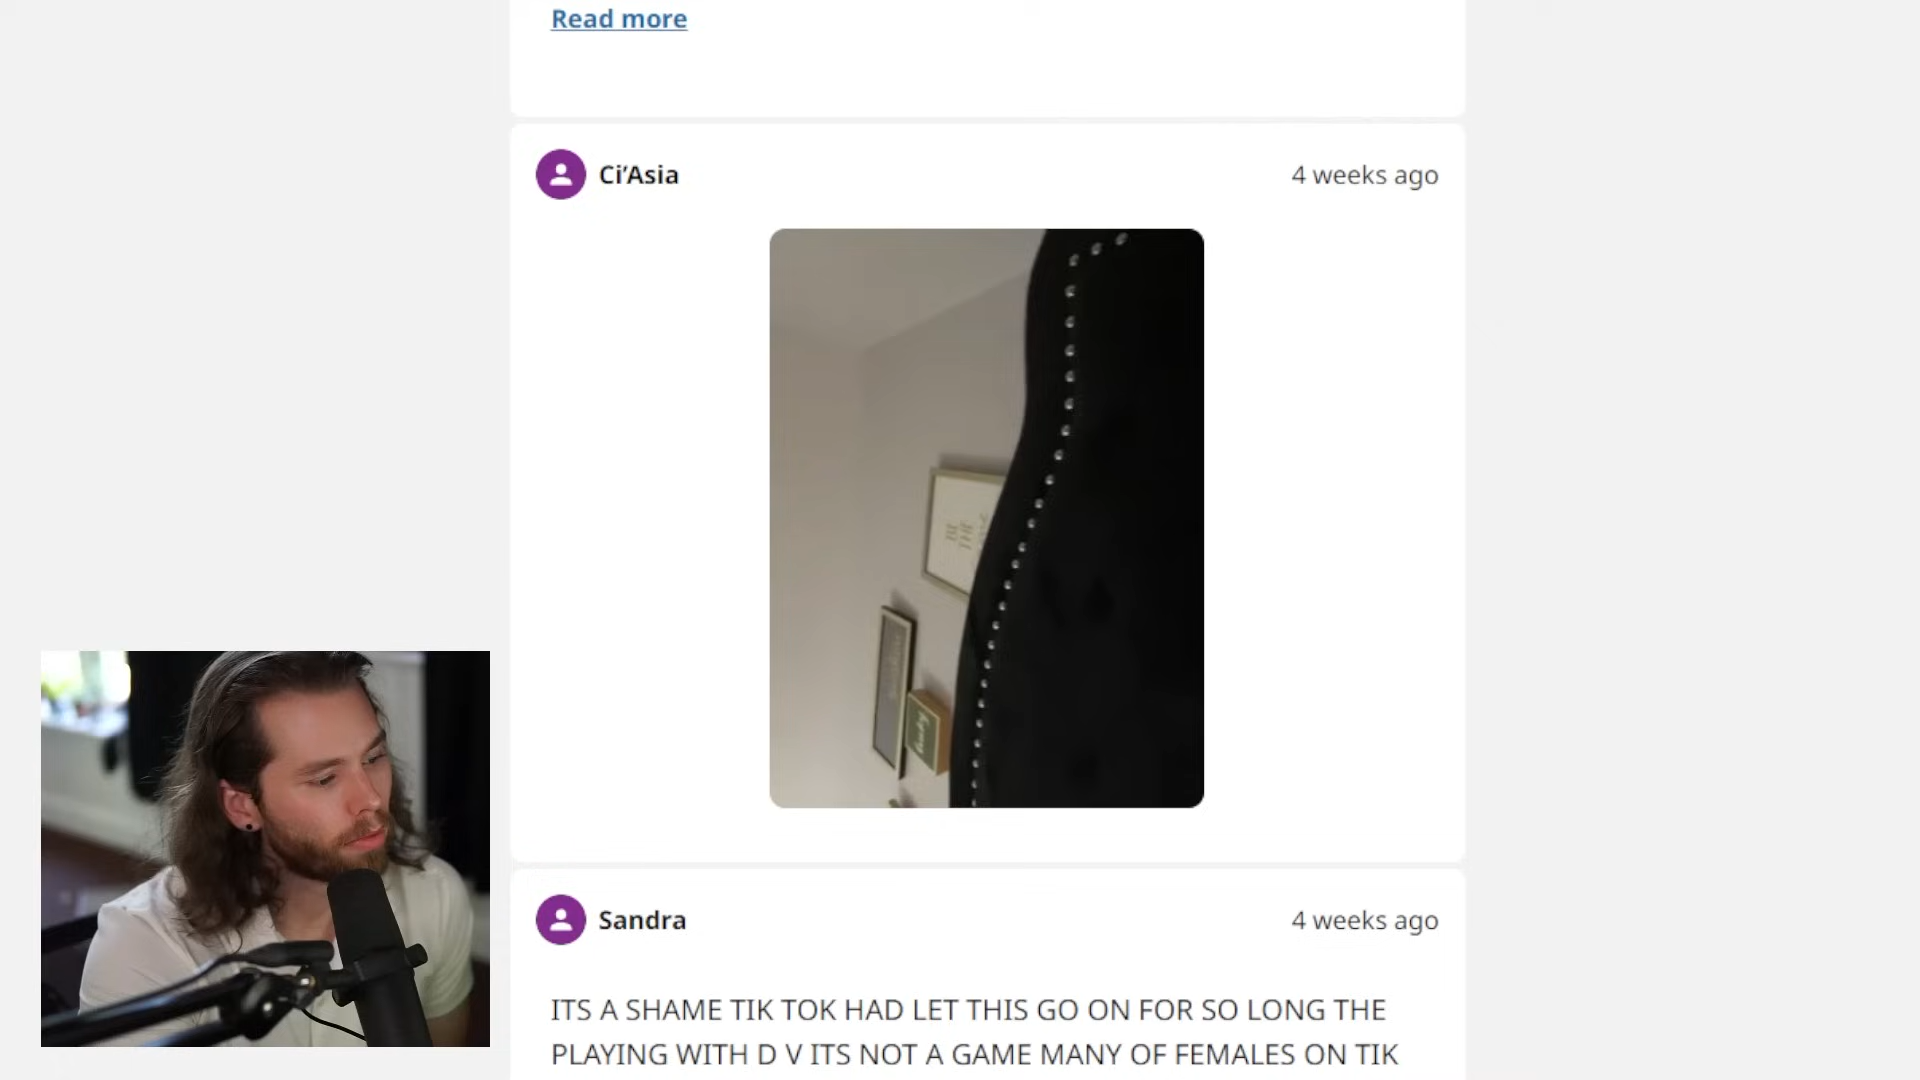 Read more
Ci’Asia
4 weeks ago
Sandra
4 weeks ago
ITS A SHAME TIK TOK HAD LET THIS GO ON FOR SO LONG THE
PLAYING WITH D V ITS NOT A GAME MANY OF FEMALES ON TIK